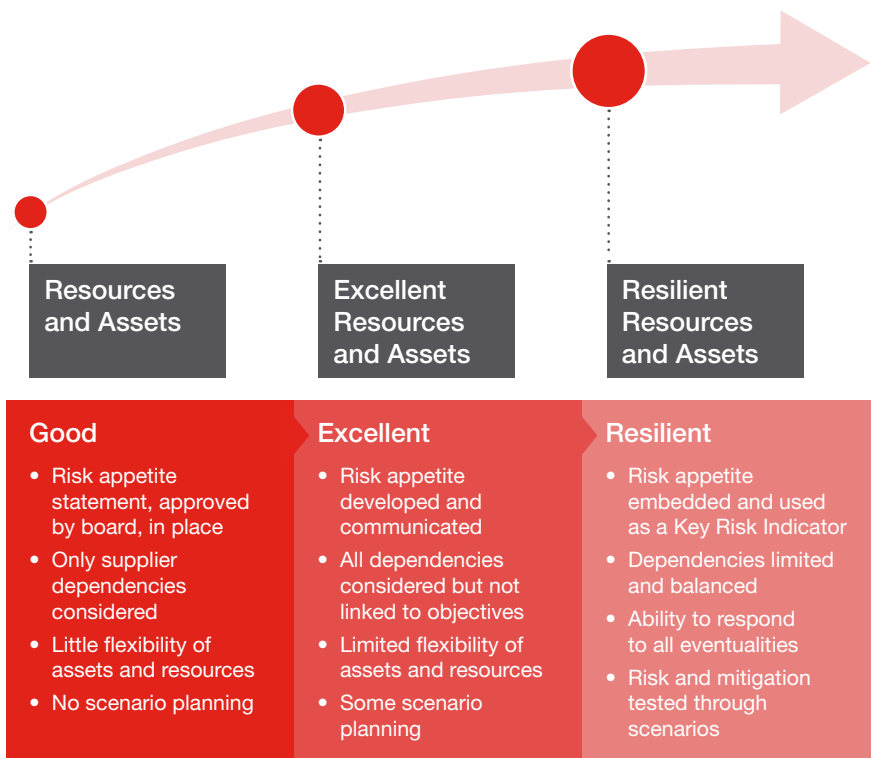 Resources
and Assets
Excellent
Resources
and Assets
Resilient
Resources
and Assets
Good
• Risk appetite
statement, approved
by board, in place
• Only supplier
dependencies
considered
• Little flexibility of
assets and resources
• No scenario planning
Excellent
• Risk appetite
developed and
communicated
• All dependencies
considered but not
linked to objectives
• Limited flexibility of
assets and resources
• Some scenario
planning
Resilient
• Risk appetite
embedded and used
as a Key Risk Indicator
• Dependencies limited
and balanced
• Ability to respond
to all eventualities
• Risk and mitigation
tested through
scenarios